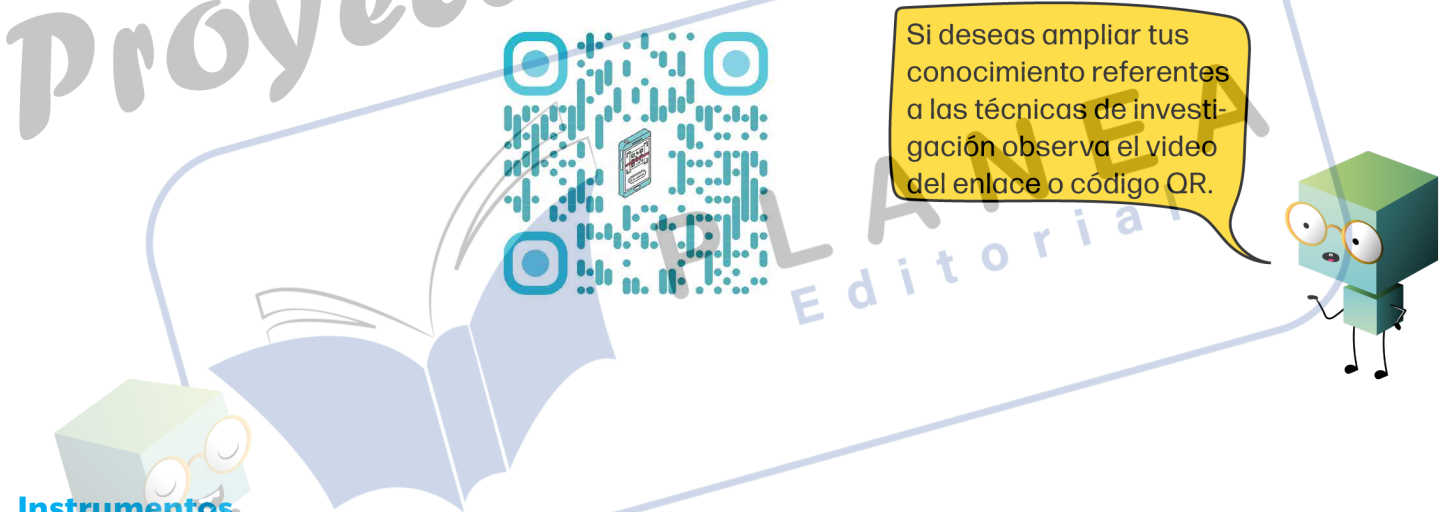 Si deseas ampliar tus
conocimiento referentes
a las técnicas de investi-
gación observa el video
del enlace o código QR.
PLANEA
Editorial
Instrumentos